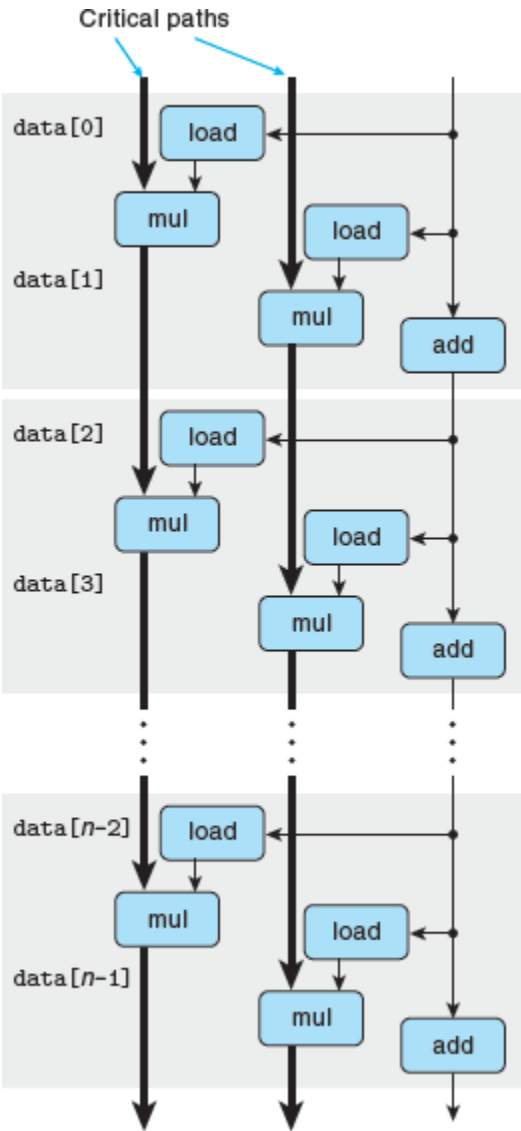 Critical paths
data[0]
load
mul
load
data[1]
mul
add
data[2]
load
mul
load
data[3]
mul
add
data[n-2]
load
mul
load
data[n-1]
mul
add